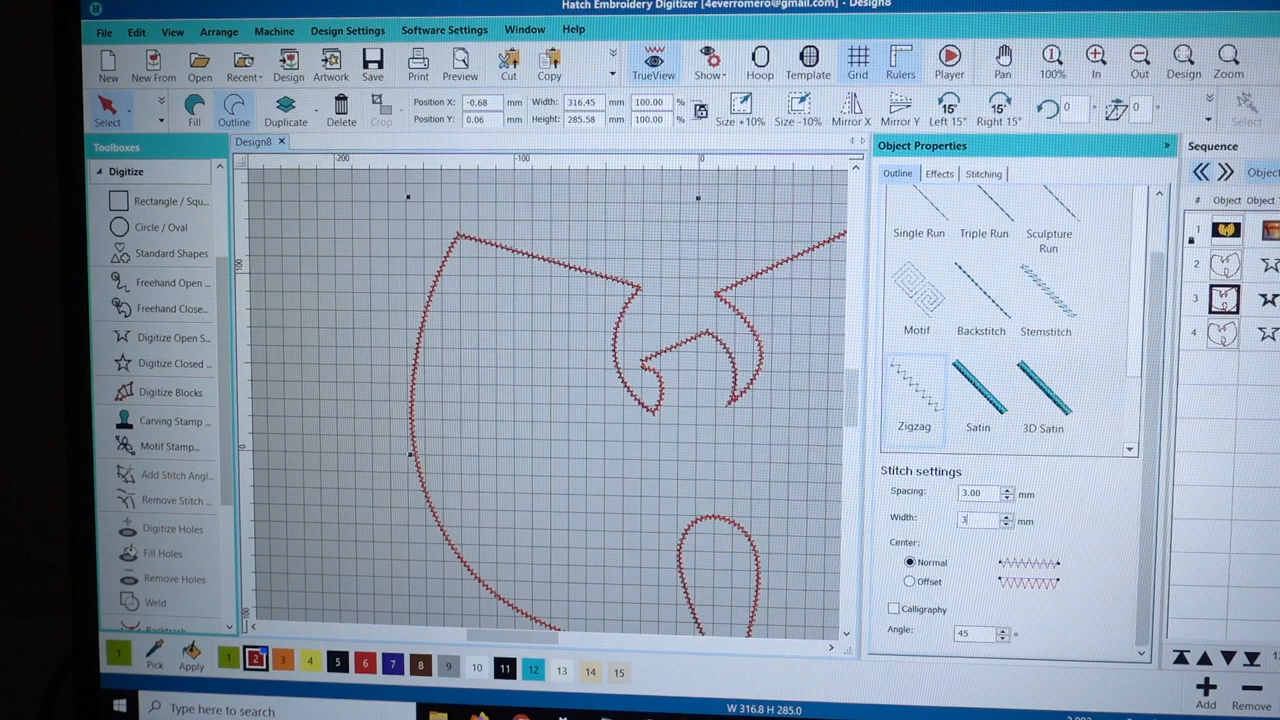 Hatch Embroidery Digitizer [4everromero@gmail.com] - Design8
File Edit View Arrange Machine Design Settings Software Settings Window Help
New New From Open Recent Design Artwork Save Print Preview Cut Copy TrueView Show Hoop Template Grid Rulers Player Pan 100% In Out Design Zoom
Select Fill Outline Duplicate Delete Crop Position X: -0.68 mm Width: 316.45 mm 100.00 % Size +10% Size -10% Mirror X Mirror Y Left 15° Right 15° 0 0 Select
Position Y: 0.06 mm Height: 285.58 mm 100.00 %
Toolboxes
Digitize
Rectangle / Squ...
Circle / Oval
Standard Shapes
Freehand Open ...
Freehand Close...
Digitize Open S...
Digitize Closed ...
Digitize Blocks
Carving Stamp ...
Motif Stamp...
Add Stitch Angl...
Remove Stitch ...
Digitize Holes
Fill Holes
Remove Holes
Weld
Design8
-200 -100 0
100
0
-100
Object Properties
Outline Effects Stitching
Single Run Triple Run Sculpture Run
Motif Backstitch Stemstitch
Zigzag Satin 3D Satin
Stitch settings
Spacing: 3.00 mm
Width: 3 mm
Center:
Normal
Offset
Calligraphy
Angle: 45 °
Sequence
Object
# Object Object
1
2
3
4
Add Remove
1 Pick Apply 1 2 3 4 5 6 7 8 9 10 11 12 13 14 15
Type here to search
W 316.8 H 285.0